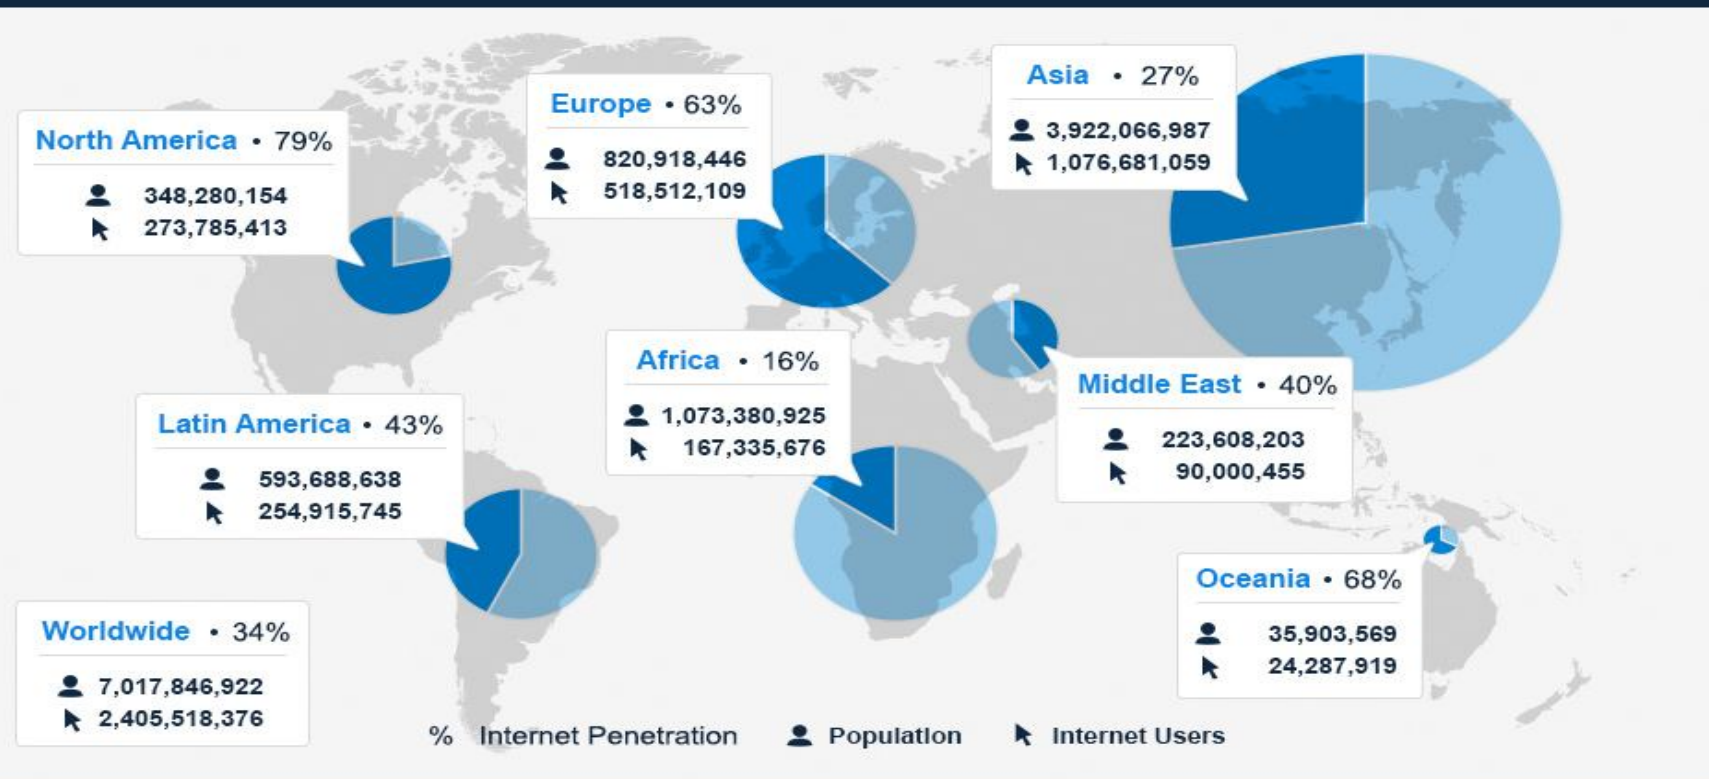 North America • 79%
348,280,154
273,785,413
Europe • 63%
820,918,446
518,512,109
Asia • 27%
3,922,066,987
1,076,681,059
Latin America • 43%
593,688,638
254,915,745
Africa • 16%
1,073,380,925
167,335,676
Middle East • 40%
223,608,203
90,000,455
Oceania • 68%
35,903,569
24,287,919
Worldwide • 34%
7,017,846,922
2,405,518,376
% Internet Penetration Population Internet Users